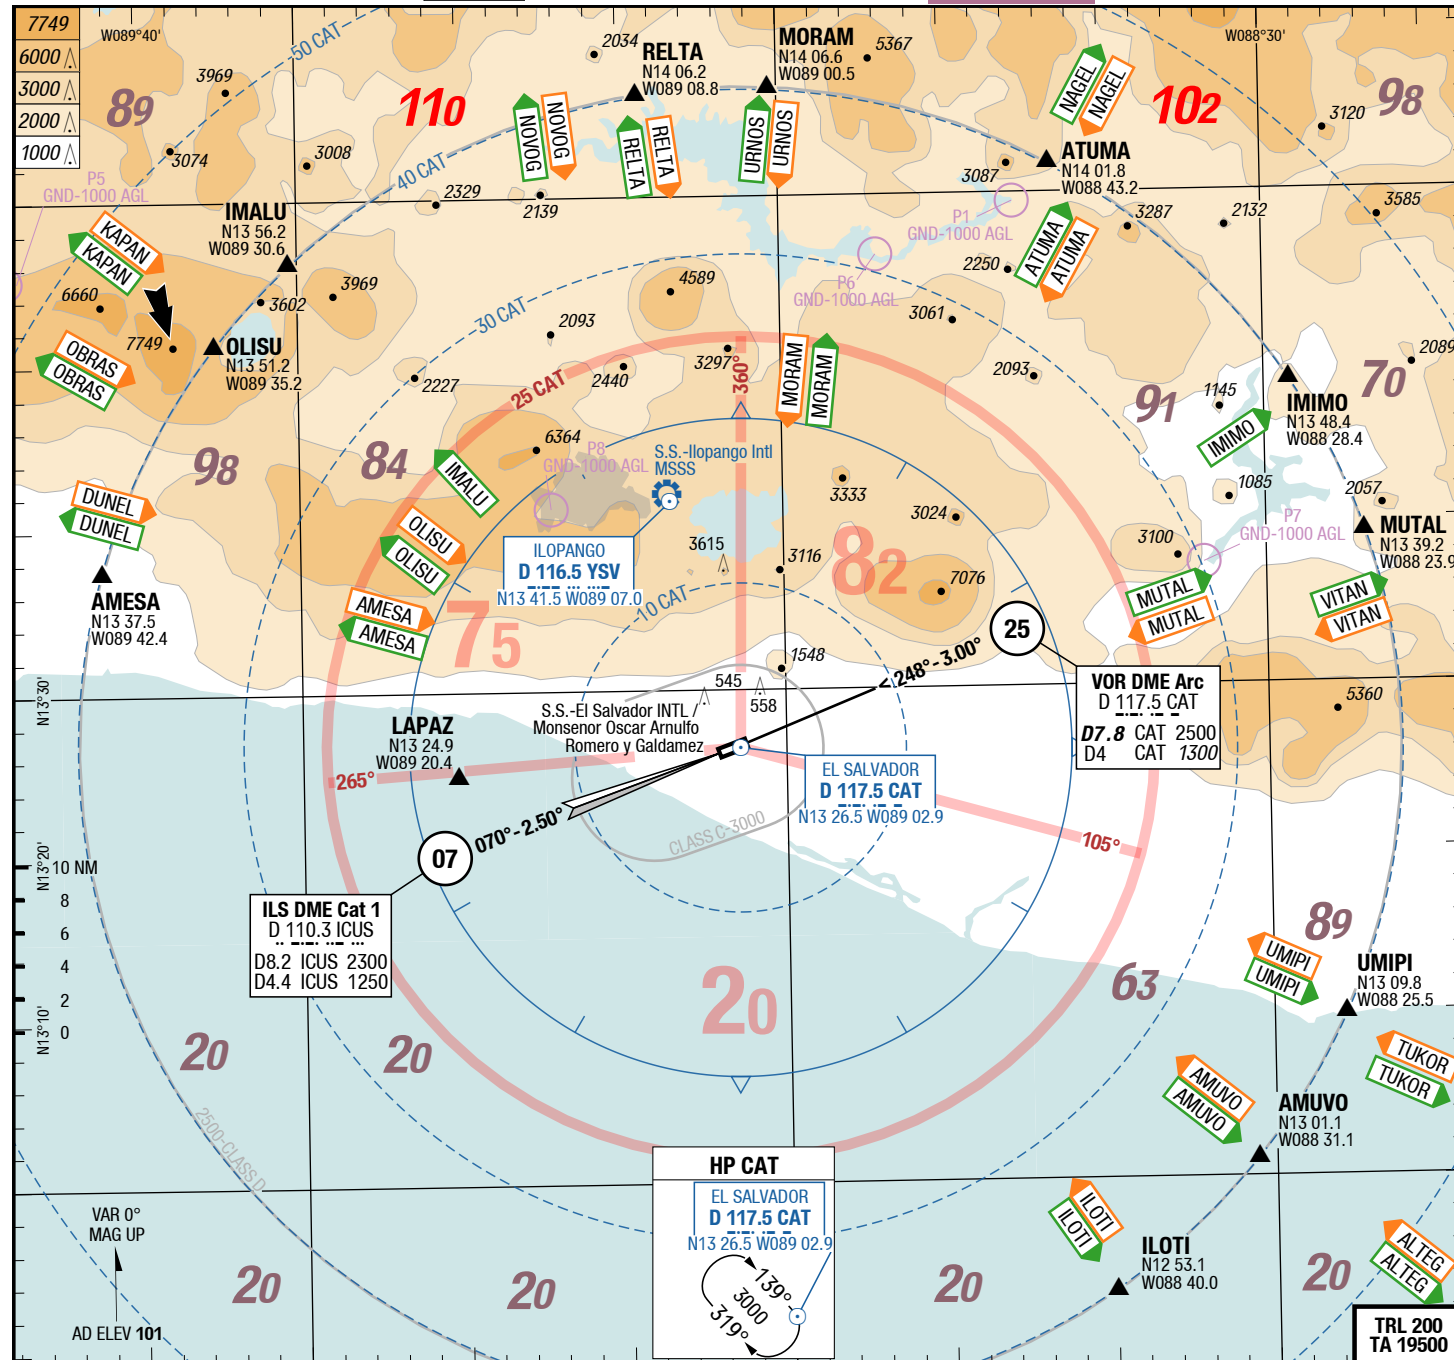 7749
6000
3000
2000
1000
W089°40'
W088°30'
50 CAT
40 CAT
30 CAT
25 CAT
10 CAT
89
110
102
98
2034
RELTA
N14 06.2
W089 08.8
MORAM
N14 06.6
W089 00.5
5367
NAGEL
NAGEL
3969
3074
3008
NOVOG
NOVOG
RELTA
RELTA
URNOS
URNOS
3120
ATUMA
N14 01.8
W088 43.2
3087
P5
GND-1000 AGL
2329
2139
3585
P1
GND-1000 AGL
3287
2132
IMALU
N13 56.2
W089 30.6
KAPAN
KAPAN
ATUMA
ATUMA
2250
P6
GND-1000 AGL
6660
3602
3969
4589
3061
7749
OBRAS
OBRAS
OLISU
N13 51.2
W089 35.2
2093
2440
3297
2227
360°
MORAM
MORAM
2093
2089
70
91
1145
IMIMO
N13 48.4
W088 28.4
IMIMO
98
84
6364
P8
GND-1000 AGL
S.S.-Ilopango Intl
MSSS
IMALU
3333
3024
1085
2057
DUNEL
DUNEL
OLISU
OLISU
P7
GND-1000 AGL
MUTAL
N13 39.2
W088 23.9
ILOPANGO
D 116.5 YSV
N13 41.5 W089 07.0
3615
3116
82
7076
3100
AMESA
N13 37.5
W089 42.4
AMESA
AMESA
75
MUTAL
MUTAL
VITAN
VITAN
25
248°-3.00°
1548
545
558
N13°30'
VOR DME Arc
D 117.5 CAT
D7.8 CAT 2500
D4 CAT 1300
5360
S.S.-El Salvador INTL /
Monsenor Oscar Arnulfo
Romero y Galdamez
LAPAZ
N13 24.9
W089 20.4
265°
EL SALVADOR
D 117.5 CAT
N13 26.5 W089 02.9
105°
CLASS C-3000
070°-2.50°
07
N13°20'
10 NM
8
6
4
2
0
N13°10'
ILS DME Cat 1
D 110.3 ICUS
D8.2 ICUS 2300
D4.4 ICUS 1250
89
63
UMIPI
UMIPI
UMIPI
N13 09.8
W088 25.5
20
20
20
TUKOR
TUKOR
AMUVO
AMUVO
AMUVO
N13 01.1
W088 31.1
2500-CLASS D
HP CAT
EL SALVADOR
D 117.5 CAT
N13 26.5 W089 02.9
139°
3000
319°
ILOTI
ILOTI
ILOTI
N12 53.1
W088 40.0
ALTEG
ALTEG
20
20
20
20
VAR 0°
MAG UP
AD ELEV 101
TRL 200
TA 19500